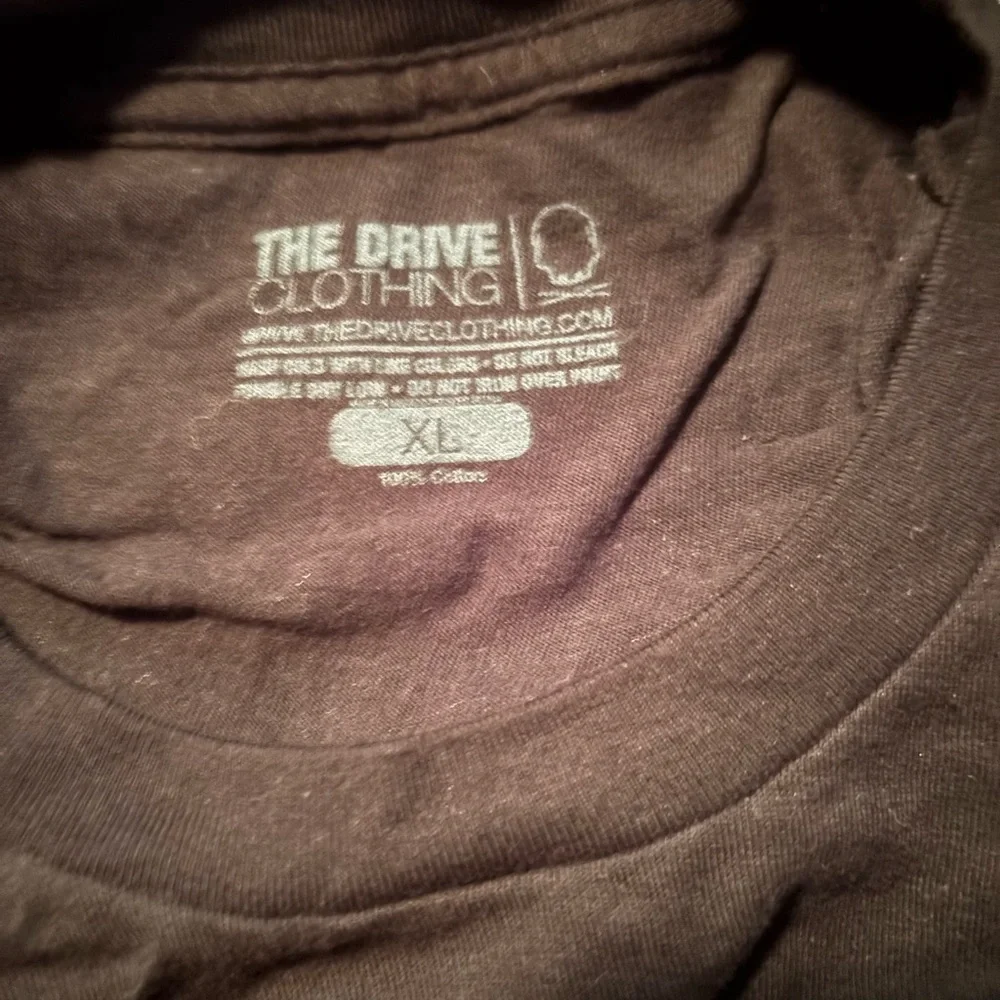 THE DRIVE
CLOTHING
WWW.THEDRIVECLOTHING.COM
WASH COLD WITH LIKE COLORS • DO NOT BLEACH
TUMBLE DRY LOW • DO NOT IRON OVER PRINT
XL
100% Cotton